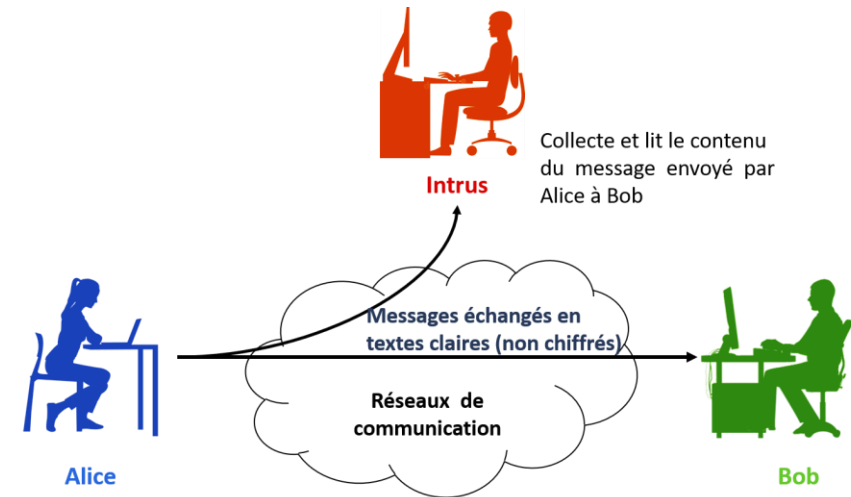 Collecte et lit le contenu
du message envoyé par
Alice à Bob
Intrus
Messages échangés en
textes claires (non chiffrés)
Réseaux de
communication
Alice
Bob